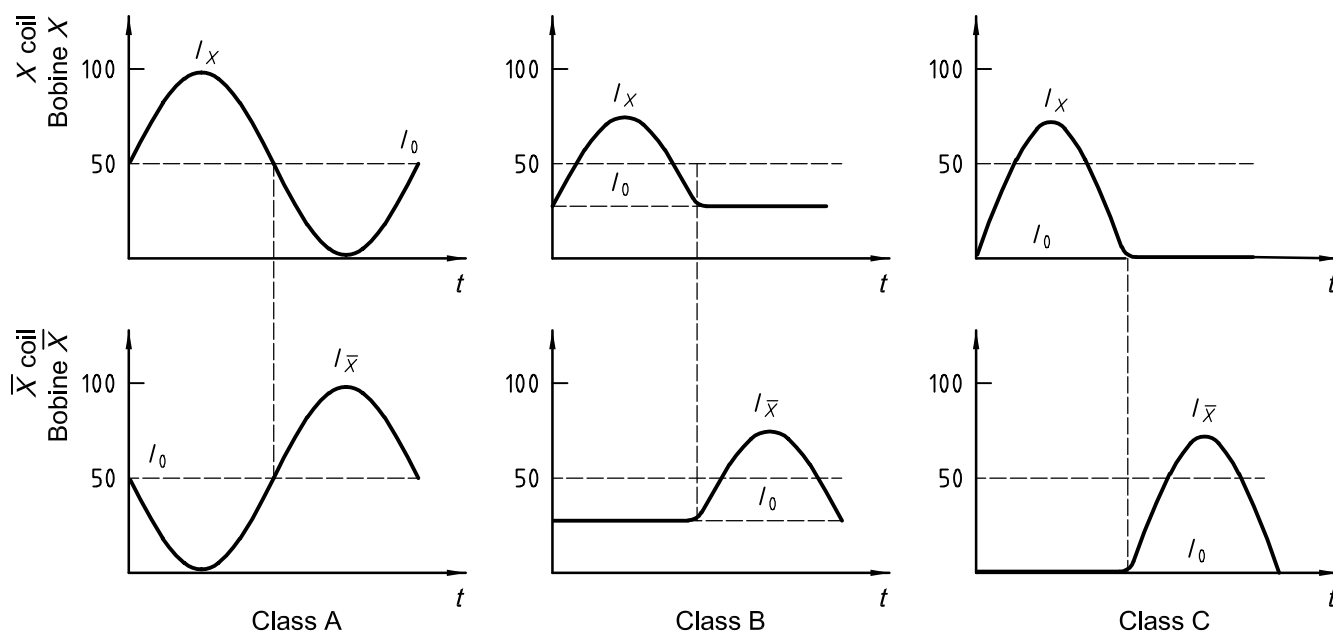 X coil
Bobine X
100
50
I_X
I_0
t
100
50
I_X
I_0
t
100
50
I_X
I_0
t
X̅ coil
Bobine X̅
100
50
I_0
I_X̅
t
100
50
I_X̅
I_0
t
100
50
I_X̅
I_0
t
Class A
Class B
Class C